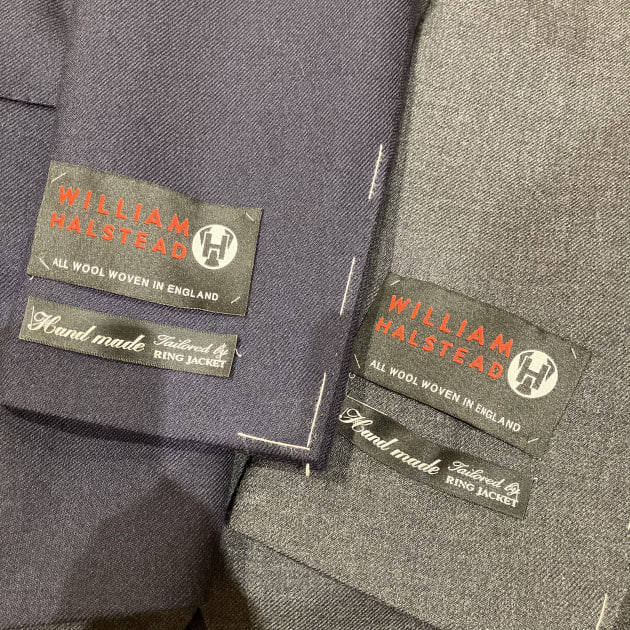 WILLIAM
HALSTEAD
H
ALL WOOL WOVEN IN ENGLAND
Hand made
Tailored by
RING JACKET
WILLIAM
HALSTEAD
H
ALL WOOL WOVEN IN ENGLAND
Hand made
Tailored by
RING JACKET